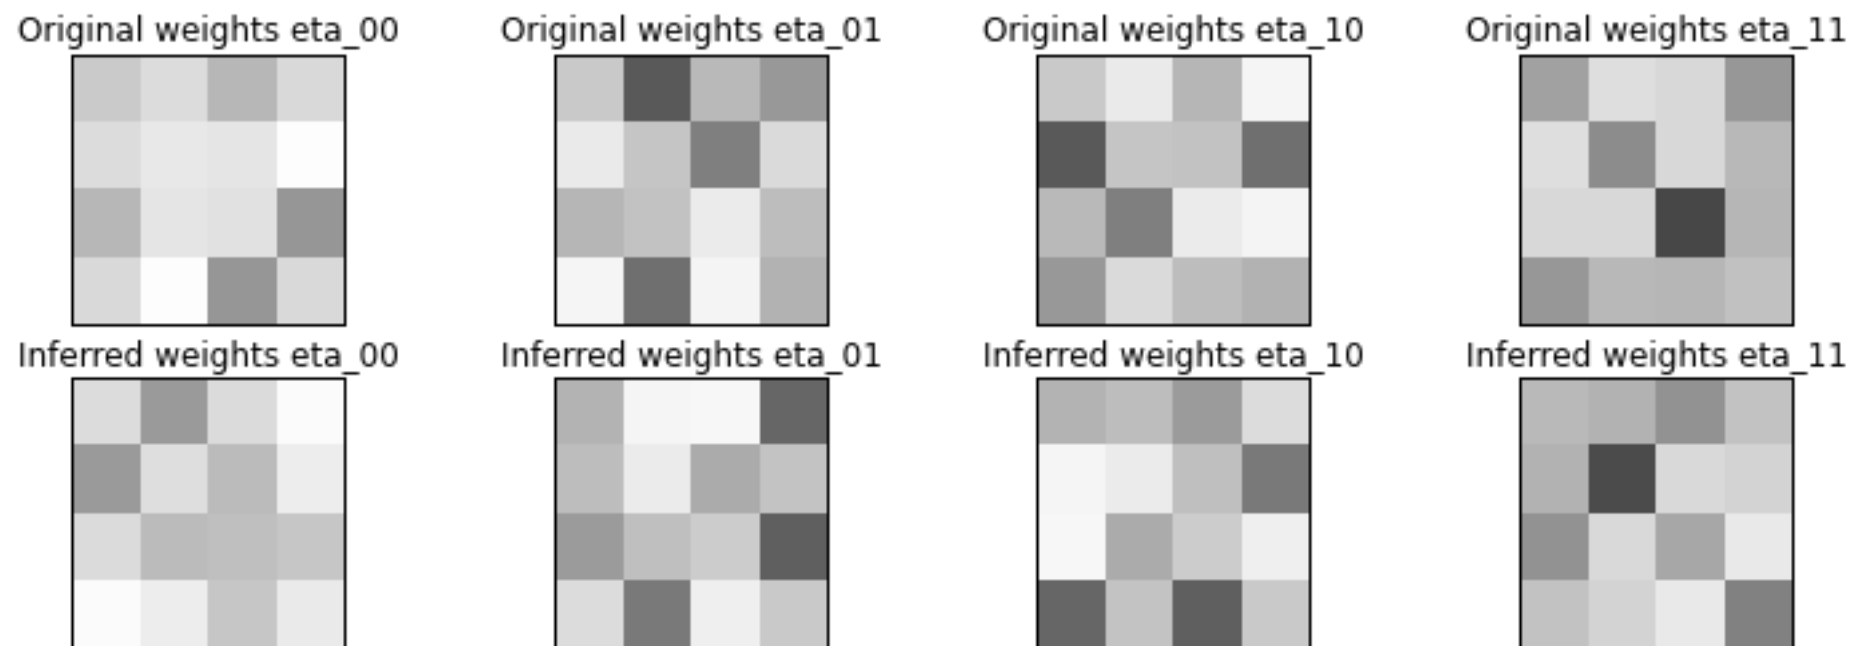 Original weights eta_00
Original weights eta_01
Original weights eta_10
Original weights eta_11
Inferred weights eta_00
Inferred weights eta_01
Inferred weights eta_10
Inferred weights eta_11